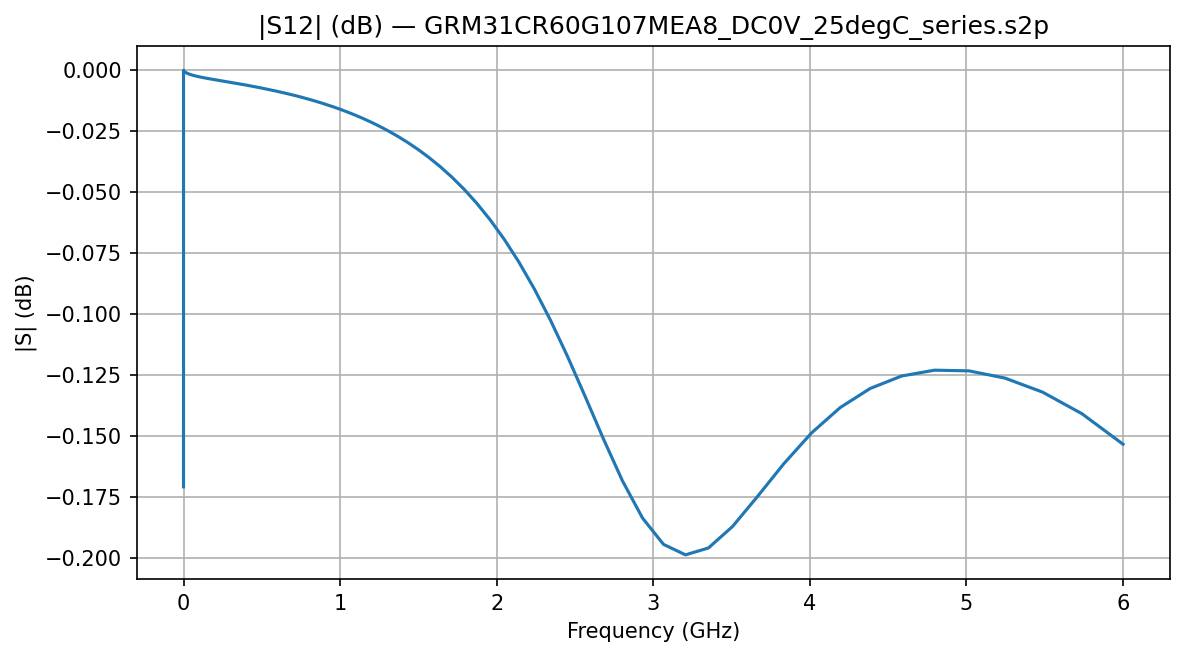 |S12| (dB) — GRM31CR60G107MEA8_DC0V_25degC_series.s2p
|S| (dB)
0.000
−0.025
−0.050
−0.075
−0.100
−0.125
−0.150
−0.175
−0.200
0 1 2 3 4 5 6
Frequency (GHz)